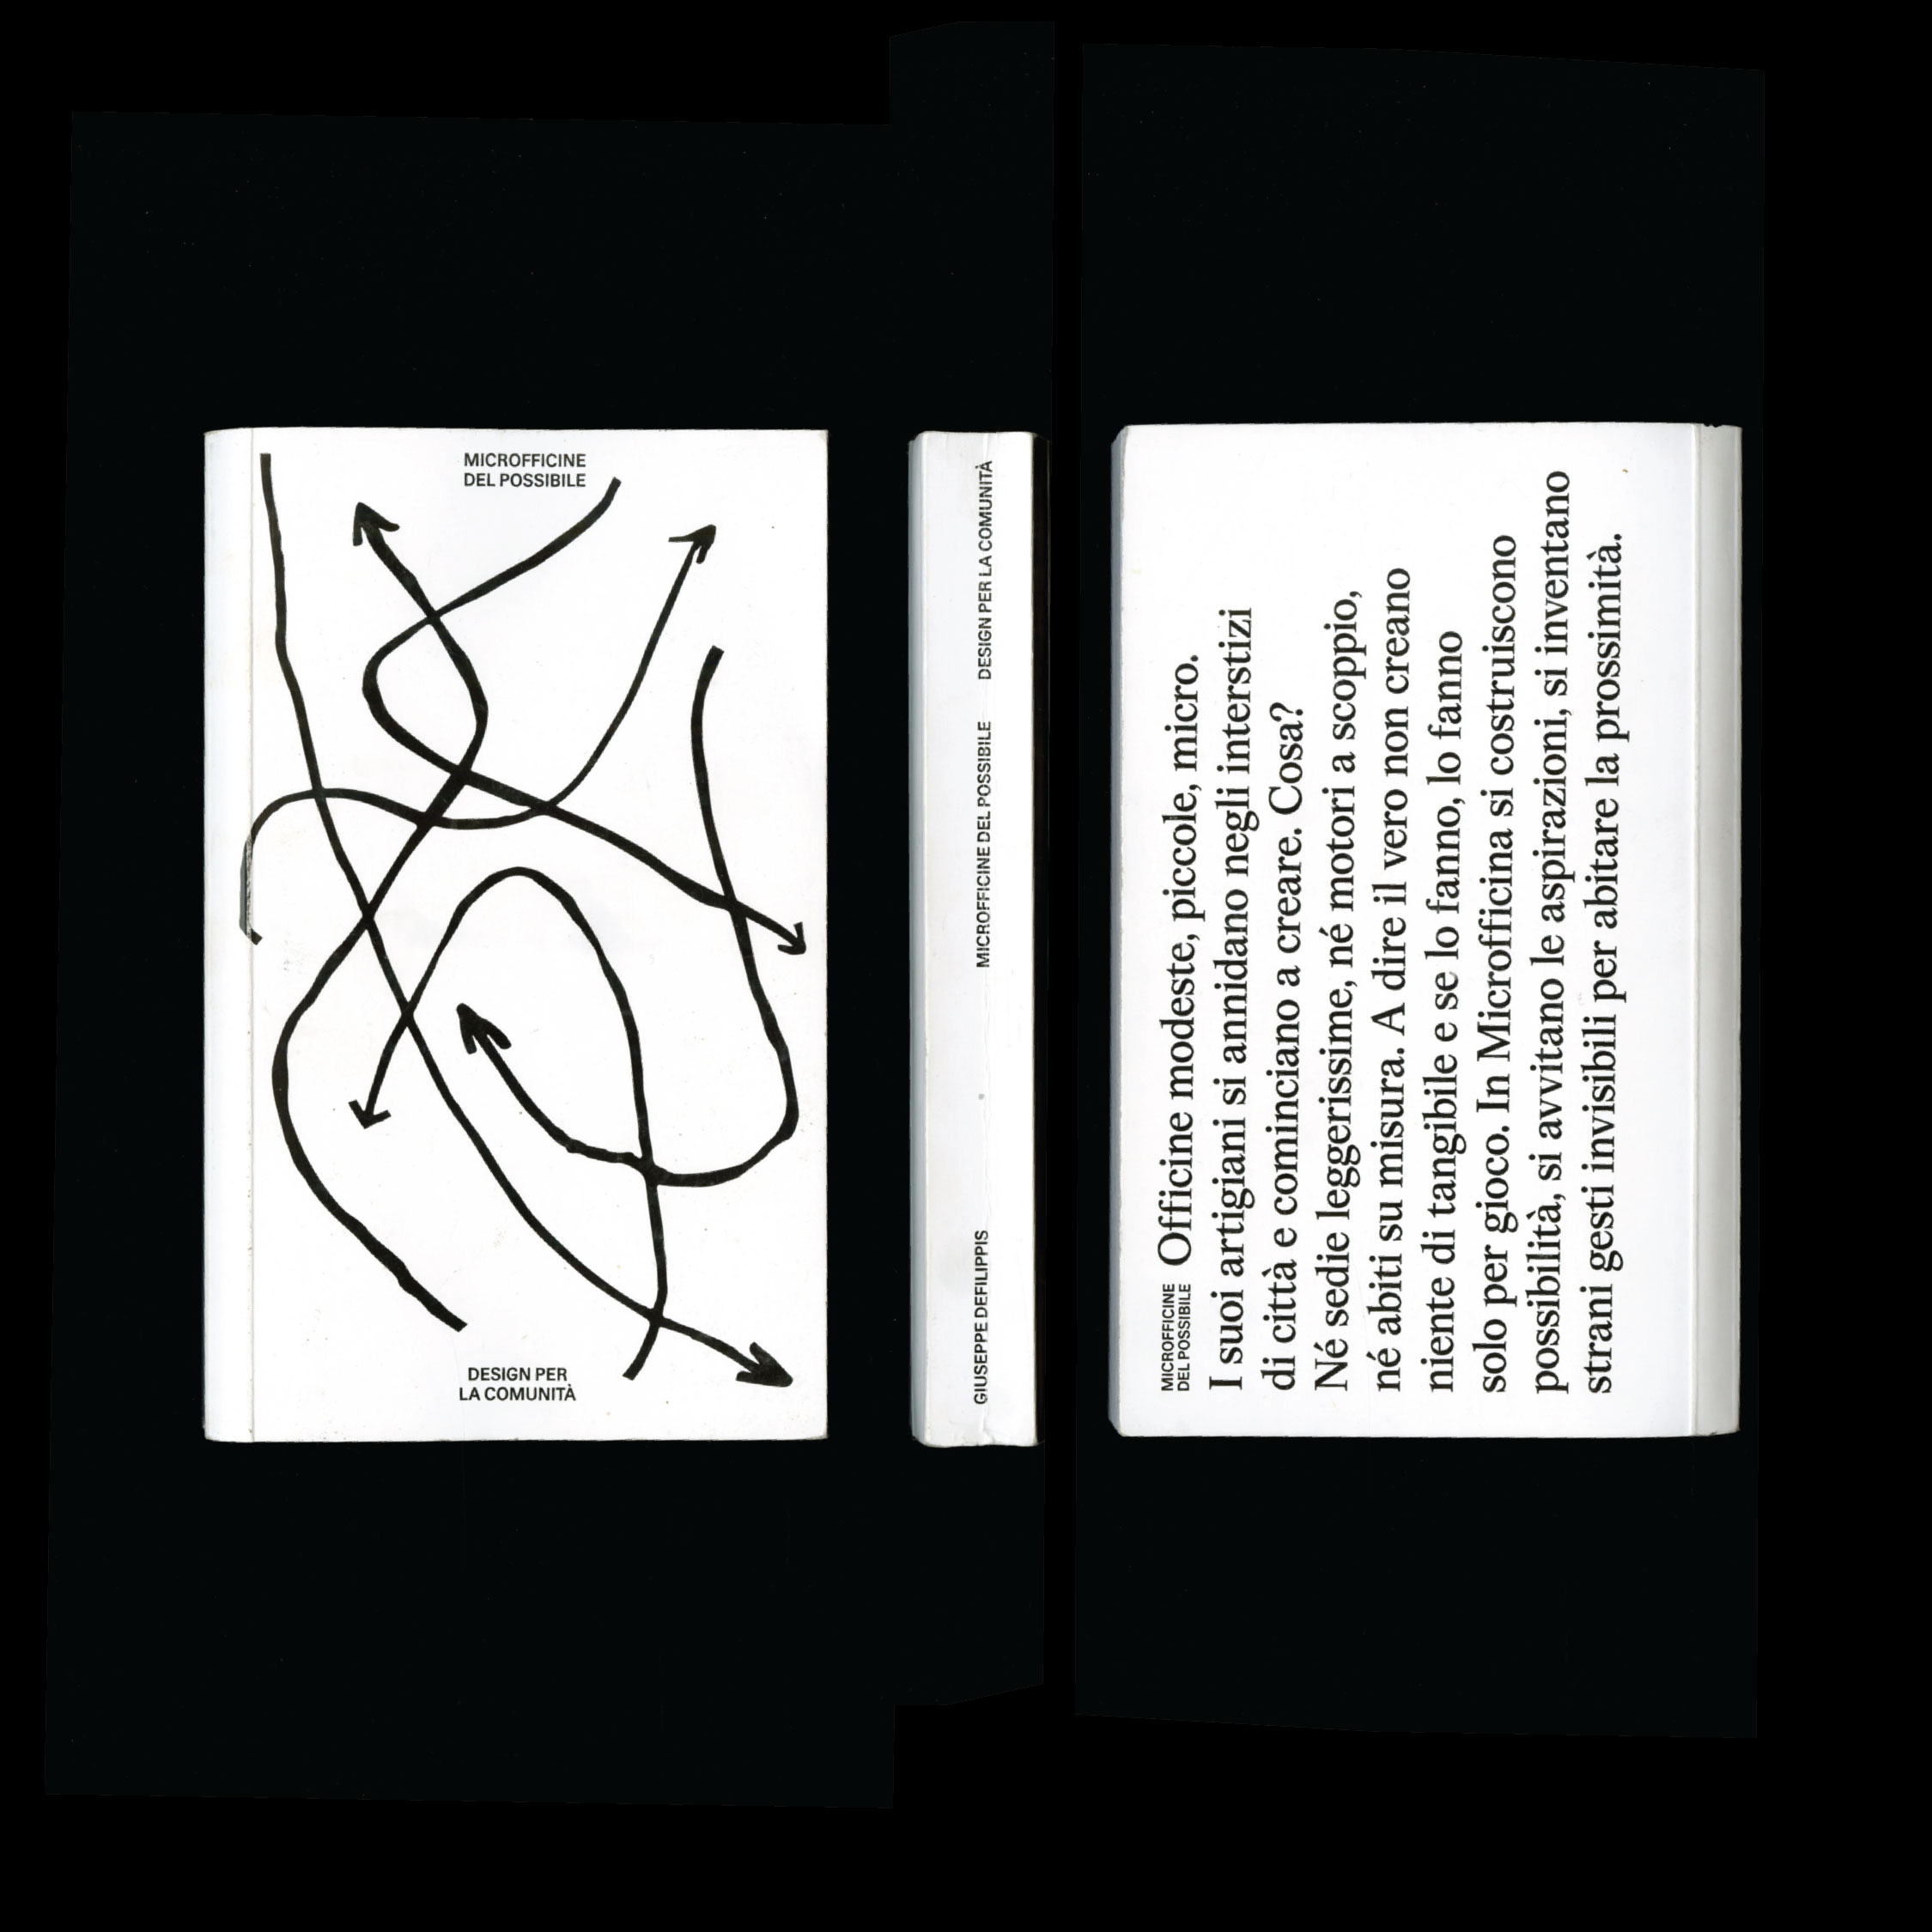 MICROFFICINE
DEL POSSIBILE
DESIGN PER
LA COMUNITÀ
GIUSEPPE DEFILIPPIS
MICROFFICINE DEL POSSIBILE
DESIGN PER LA COMUNITÀ
MICROFFICINE
DEL POSSIBILE
Officine modeste, piccole, micro.
I suoi artigiani si annidano negli interstizi
di città e cominciano a creare. Cosa?
Né sedie leggerissime, né motori a scoppio,
né abiti su misura. A dire il vero non creano
niente di tangibile e se lo fanno, lo fanno
solo per gioco. In Microfficina si costruiscono
possibilità, si avvitano le aspirazioni, si inventano
strani gesti invisibili per abitare la prossimità.